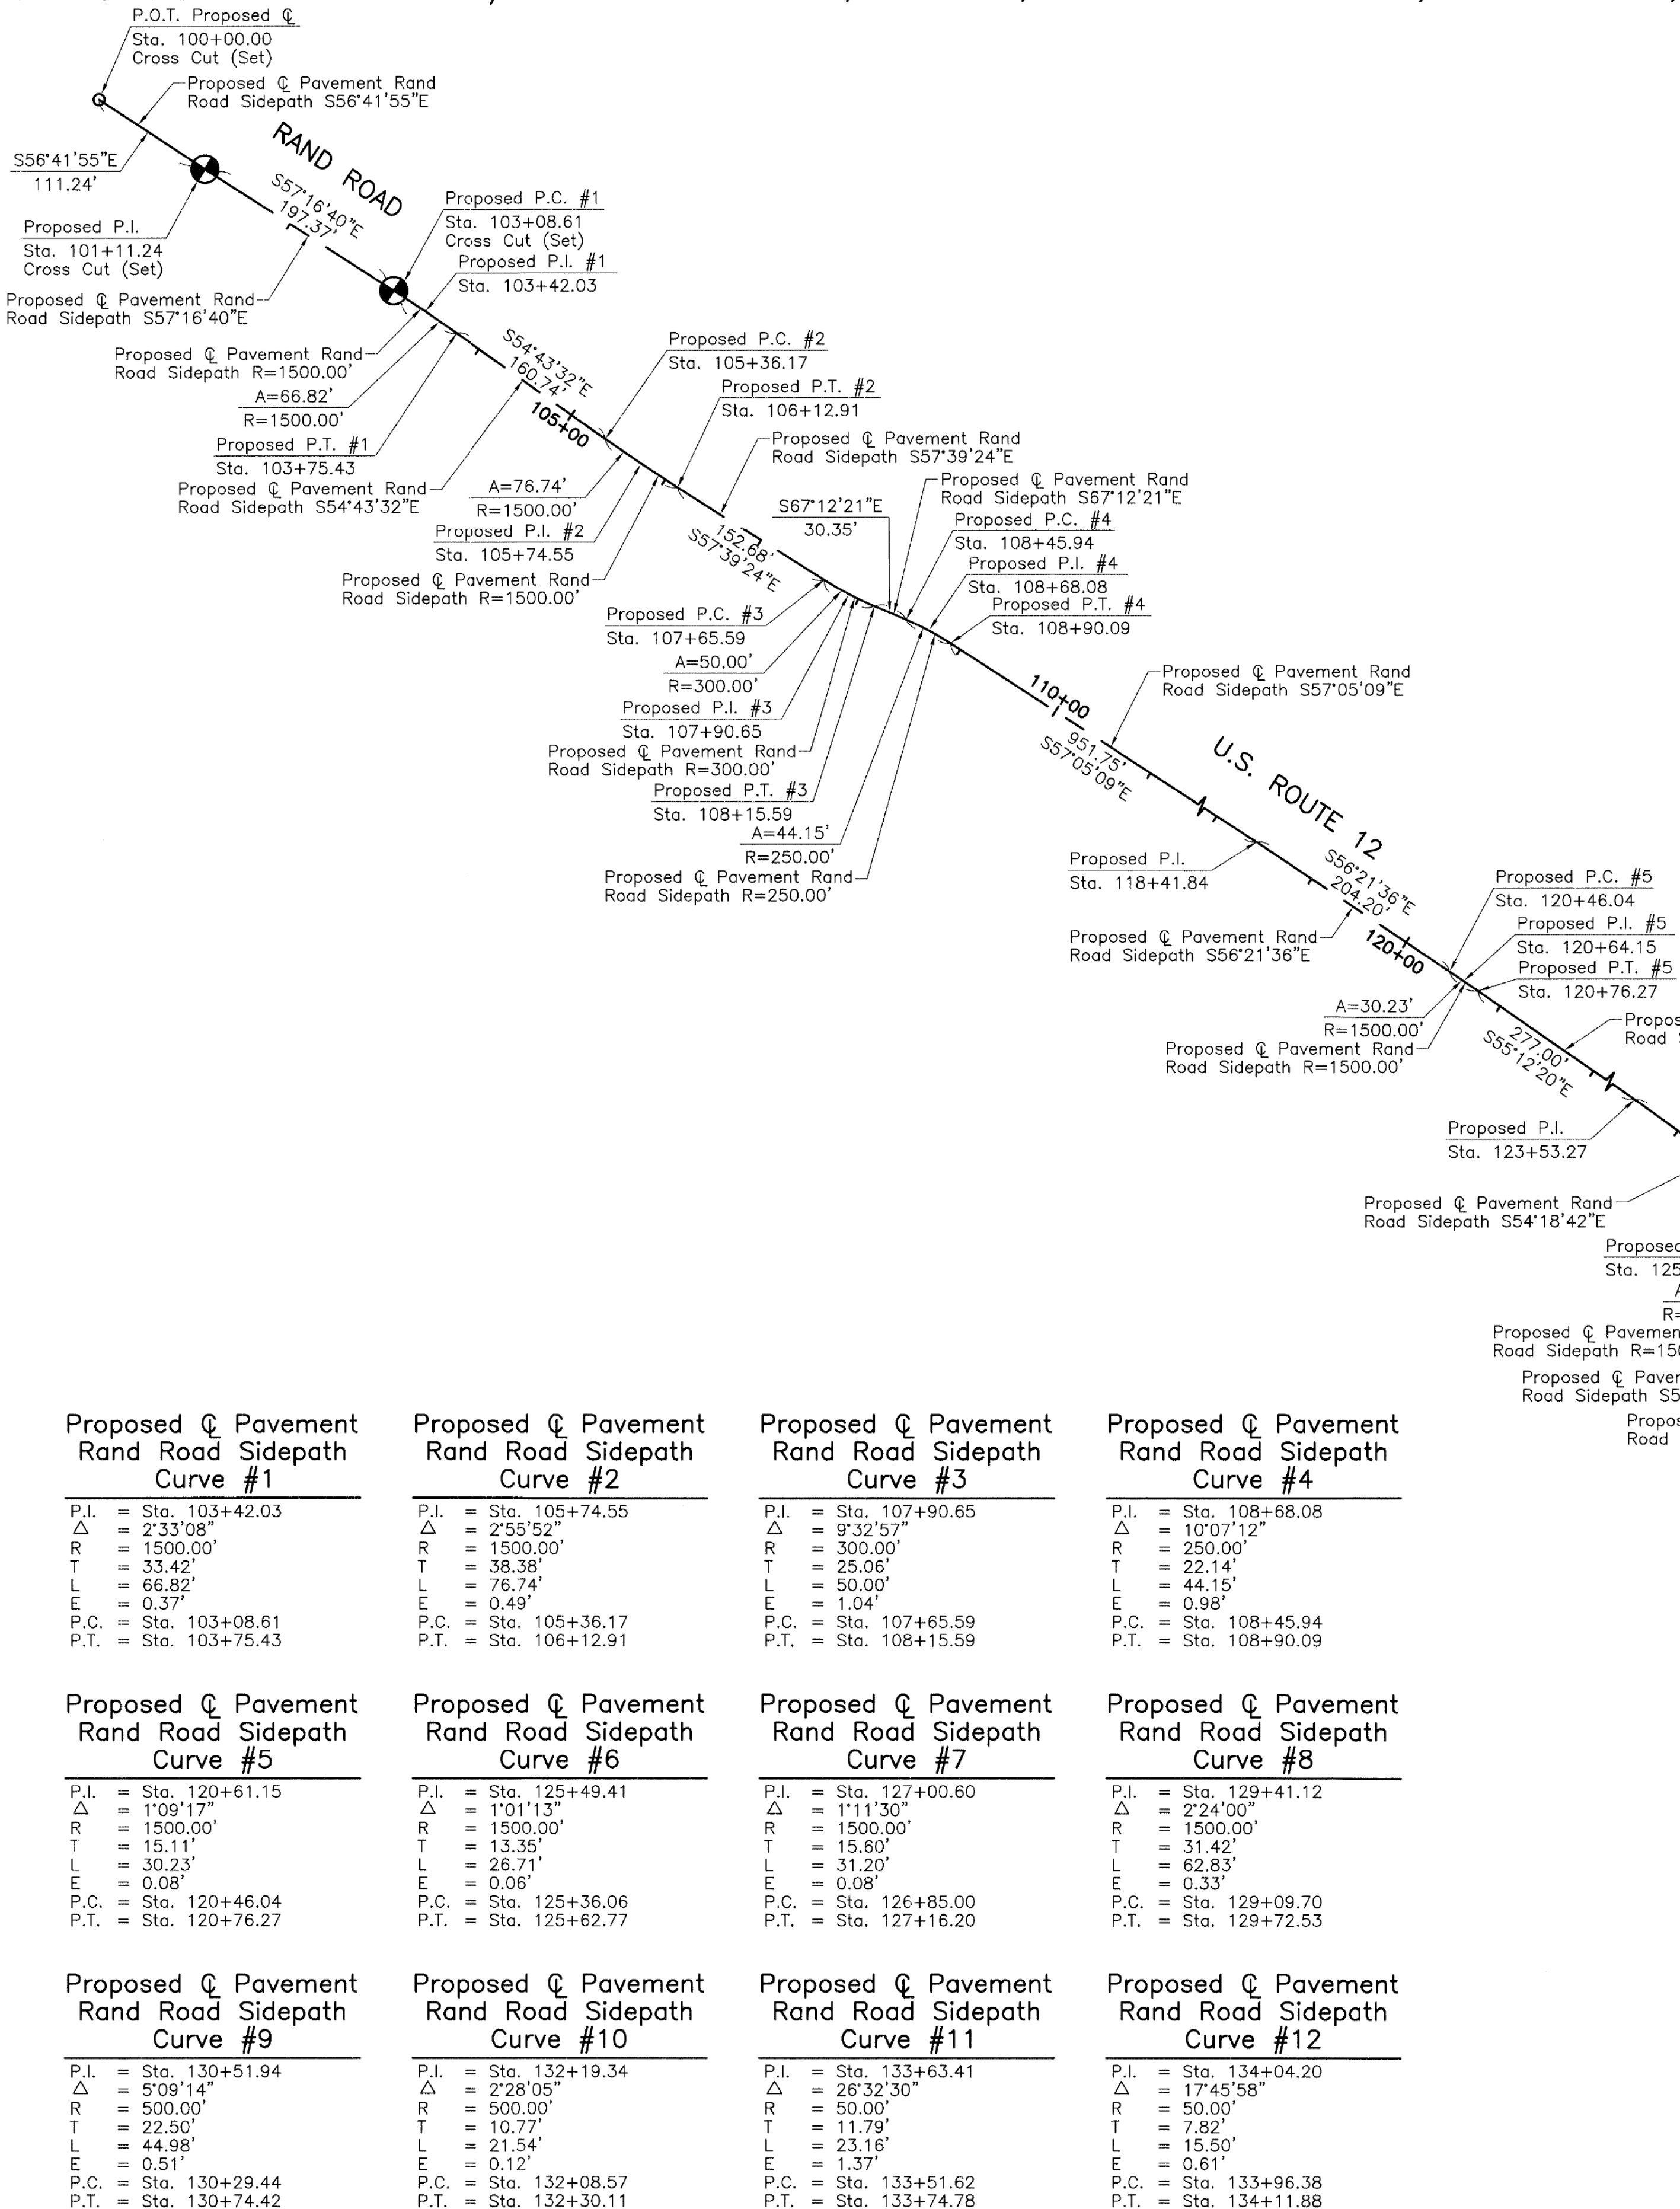 P.O.T. Proposed ℄
Sta. 100+00.00
Cross Cut (Set)
Proposed ℄ Pavement Rand
Road Sidepath S56°41'55"E
S56°41'55"E
111.24'
RAND ROAD
S57°16'40"E
197.37'
Proposed P.I.
Sta. 101+11.24
Cross Cut (Set)
Proposed ℄ Pavement Rand
Road Sidepath S57°16'40"E
Proposed P.C. #1
Sta. 103+08.61
Cross Cut (Set)
Proposed P.I. #1
Sta. 103+42.03
Proposed ℄ Pavement Rand
Road Sidepath R=1500.00'
A=66.82'
R=1500.00'
Proposed P.T. #1
Sta. 103+75.43
Proposed ℄ Pavement Rand
Road Sidepath S54°43'32"E
S54°43'32"E
160.74'
105+00
Proposed P.C. #2
Sta. 105+36.17
Proposed P.T. #2
Sta. 106+12.91
Proposed ℄ Pavement Rand
Road Sidepath S57°39'24"E
A=76.74'
R=1500.00'
Proposed P.I. #2
Sta. 105+74.55
Proposed ℄ Pavement Rand
Road Sidepath R=1500.00'
152.68'
S57°39'24"E
S67°12'21"E
30.35'
Proposed ℄ Pavement Rand
Road Sidepath S67°12'21"E
Proposed P.C. #4
Sta. 108+45.94
Proposed P.I. #4
Sta. 108+68.08
Proposed P.T. #4
Sta. 108+90.09
Proposed P.C. #3
Sta. 107+65.59
A=50.00'
R=300.00'
Proposed P.I. #3
Sta. 107+90.65
Proposed ℄ Pavement Rand
Road Sidepath R=300.00'
Proposed P.T. #3
Sta. 108+15.59
A=44.15'
R=250.00'
Proposed ℄ Pavement Rand
Road Sidepath R=250.00'
110+00
951.75'
S57°05'09"E
Proposed ℄ Pavement Rand
Road Sidepath S57°05'09"E
U.S. ROUTE 12
Proposed P.I.
Sta. 118+41.84
S56°21'36"E
204.20'
Proposed ℄ Pavement Rand
Road Sidepath S56°21'36"E
120+00
Proposed P.C. #5
Sta. 120+46.04
Proposed P.I. #5
Sta. 120+64.15
Proposed P.T. #5
Sta. 120+76.27
A=30.23'
R=1500.00'
Proposed ℄ Pavement Rand
Road Sidepath R=1500.00'
Propos
Road
277.00'
S55°12'20"E
Proposed P.I.
Sta. 123+53.27
Proposed ℄ Pavement Rand
Road Sidepath S54°18'42"E
Proposed
Sta. 125
R=
Proposed ℄ Pavemen
Road Sidepath R=150
Proposed ℄ Paver
Road Sidepath S5
Propos
Road
Proposed ℄ Pavement
Rand Road Sidepath
Curve #1
P.I. = Sta. 103+42.03
△ = 2°33'08"
R = 1500.00'
T = 33.42'
L = 66.82'
E = 0.37'
P.C. = Sta. 103+08.61
P.T. = Sta. 103+75.43
Proposed ℄ Pavement
Rand Road Sidepath
Curve #2
P.I. = Sta. 105+74.55
△ = 2°55'52"
R = 1500.00'
T = 38.38'
L = 76.74'
E = 0.49'
P.C. = Sta. 105+36.17
P.T. = Sta. 106+12.91
Proposed ℄ Pavement
Rand Road Sidepath
Curve #3
P.I. = Sta. 107+90.65
△ = 9°32'57"
R = 300.00'
T = 25.06'
L = 50.00'
E = 1.04'
P.C. = Sta. 107+65.59
P.T. = Sta. 108+15.59
Proposed ℄ Pavement
Rand Road Sidepath
Curve #4
P.I. = Sta. 108+68.08
△ = 10°07'12"
R = 250.00'
T = 22.14'
L = 44.15'
E = 0.98'
P.C. = Sta. 108+45.94
P.T. = Sta. 108+90.09
Proposed ℄ Pavement
Rand Road Sidepath
Curve #5
P.I. = Sta. 120+61.15
△ = 1°09'17"
R = 1500.00'
T = 15.11'
L = 30.23'
E = 0.08'
P.C. = Sta. 120+46.04
P.T. = Sta. 120+76.27
Proposed ℄ Pavement
Rand Road Sidepath
Curve #6
P.I. = Sta. 125+49.41
△ = 1°01'13"
R = 1500.00'
T = 13.35'
L = 26.71'
E = 0.06'
P.C. = Sta. 125+36.06
P.T. = Sta. 125+62.77
Proposed ℄ Pavement
Rand Road Sidepath
Curve #7
P.I. = Sta. 127+00.60
△ = 1°11'30"
R = 1500.00'
T = 15.60'
L = 31.20'
E = 0.08'
P.C. = Sta. 126+85.00
P.T. = Sta. 127+16.20
Proposed ℄ Pavement
Rand Road Sidepath
Curve #8
P.I. = Sta. 129+41.12
△ = 2°24'00"
R = 1500.00'
T = 31.42'
L = 62.83'
E = 0.33'
P.C. = Sta. 129+09.70
P.T. = Sta. 129+72.53
Proposed ℄ Pavement
Rand Road Sidepath
Curve #9
P.I. = Sta. 130+51.94
△ = 5°09'14"
R = 500.00'
T = 22.50'
L = 44.98'
E = 0.51'
P.C. = Sta. 130+29.44
P.T. = Sta. 130+74.42
Proposed ℄ Pavement
Rand Road Sidepath
Curve #10
P.I. = Sta. 132+19.34
△ = 2°28'05"
R = 500.00'
T = 10.77'
L = 21.54'
E = 0.12'
P.C. = Sta. 132+08.57
P.T. = Sta. 132+30.11
Proposed ℄ Pavement
Rand Road Sidepath
Curve #11
P.I. = Sta. 133+63.41
△ = 26°32'30"
R = 50.00'
T = 11.79'
L = 23.16'
E = 1.37'
P.C. = Sta. 133+51.62
P.T. = Sta. 133+74.78
Proposed ℄ Pavement
Rand Road Sidepath
Curve #12
P.I. = Sta. 134+04.20
△ = 17°45'58"
R = 50.00'
T = 7.82'
L = 15.50'
E = 0.61'
P.C. = Sta. 133+96.38
P.T. = Sta. 134+11.88